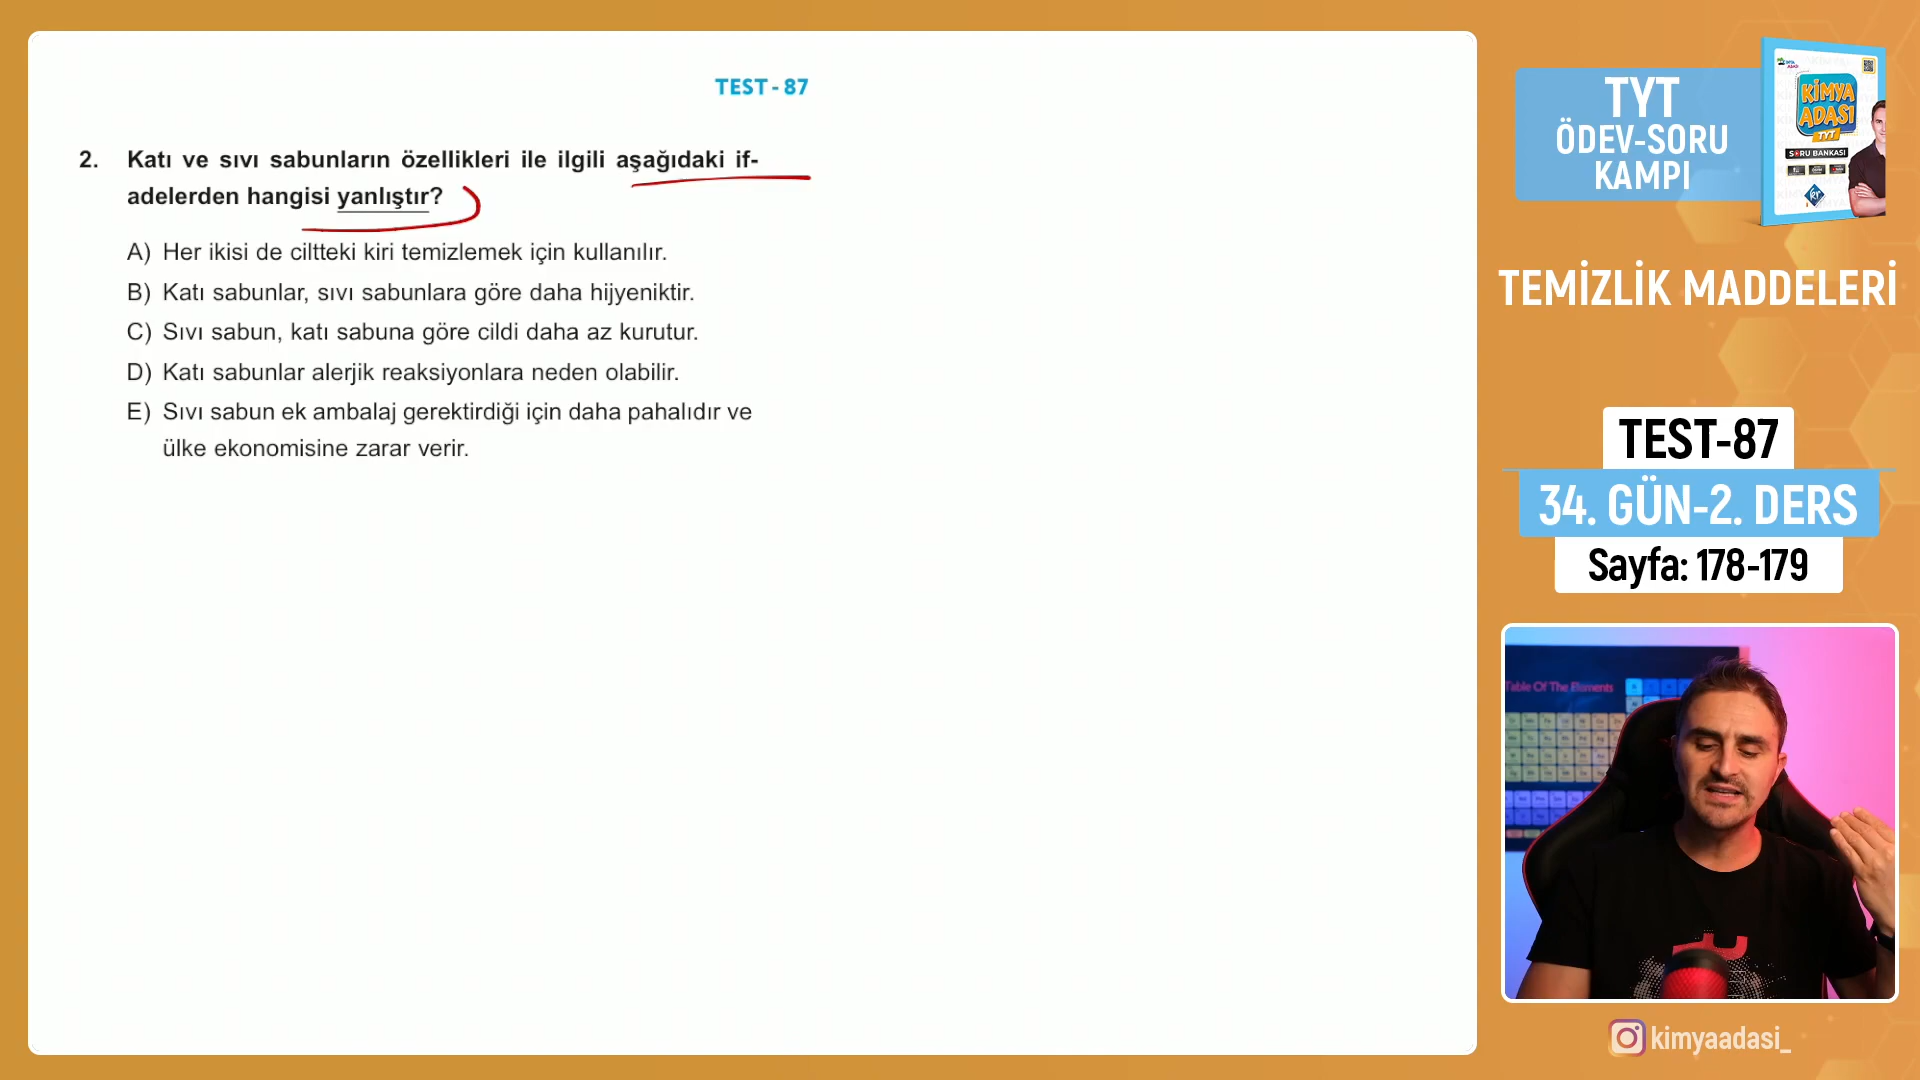 TEST - 87
2. Katı ve sıvı sabunların özellikleri ile ilgili aşağıdaki if-
adelerden hangisi yanlıştır?
A) Her ikisi de ciltteki kiri temizlemek için kullanılır.
B) Katı sabunlar, sıvı sabunlara göre daha hijyeniktir.
C) Sıvı sabun, katı sabuna göre cildi daha az kurutur.
D) Katı sabunlar alerjik reaksiyonlara neden olabilir.
E) Sıvı sabun ek ambalaj gerektirdiği için daha pahalıdır ve
ülke ekonomisine zarar verir.
TYT
ÖDEV-SORU
KAMPI
KİMYA
ADASI
TYT
SORU BANKASI
TEMİZLİK MADDELERİ
TEST-87
34. GÜN-2. DERS
Sayfa: 178-179
Table Of The Elements
kimyaadasi_